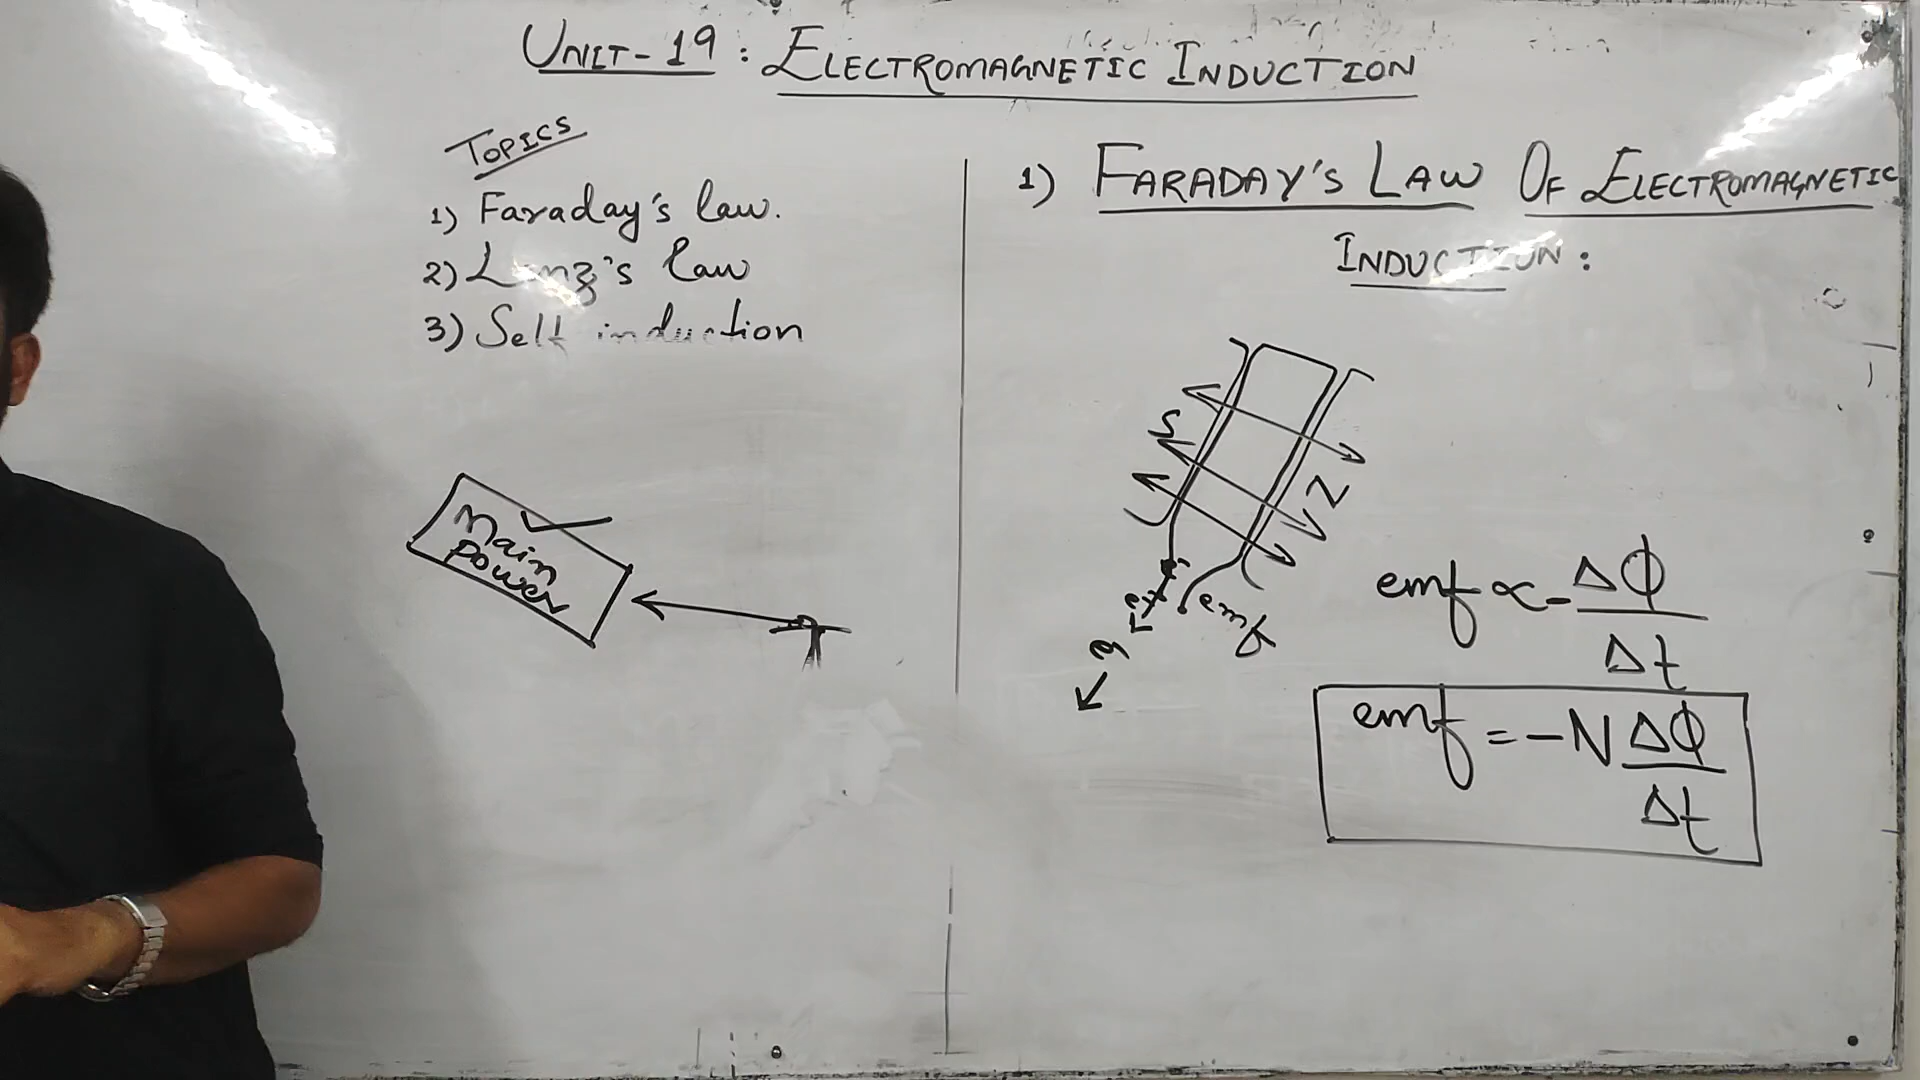 UNIT-19 : ELECTROMAGNETIC INDUCTION
TOPICS
1) Faraday's law.
2) Lenz's law
3) Self induction
Main
Power
1) FARADAY'S LAW OF ELECTROMAGNETIC
INDUCTION :
S
N
emf
emf ∝ - ΔΦ
Δt
emf = -N ΔΦ
Δt